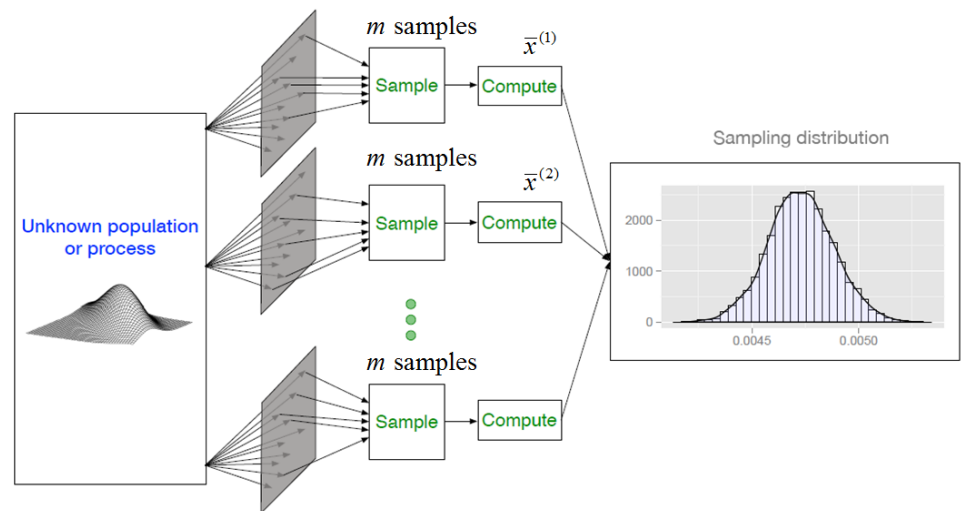 m samples
x̅⁽¹⁾
Sample
Compute
m samples
x̅⁽²⁾
Sample
Compute
Unknown population
or process
m samples
Sample
Compute
Sampling distribution
2000
1000
0
0.0045
0.0050